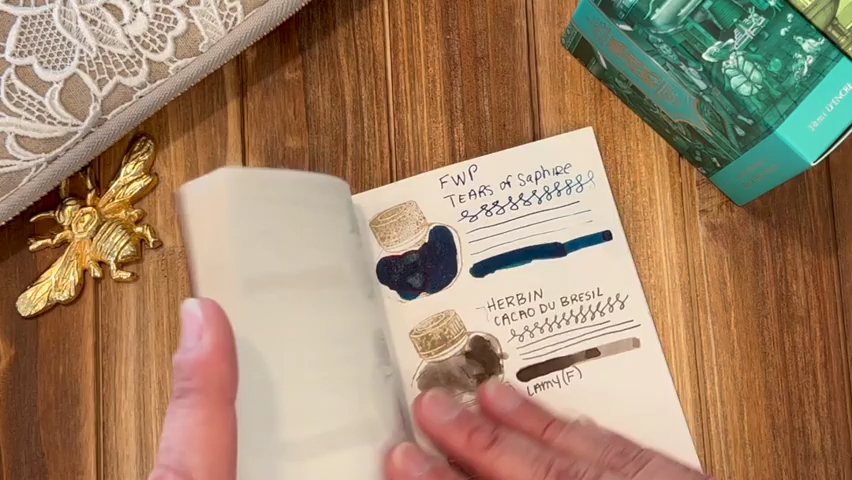 FWP
TEARS of SaphiRe
HERBIN
CACAO DU BRESIL
LAMY (F)